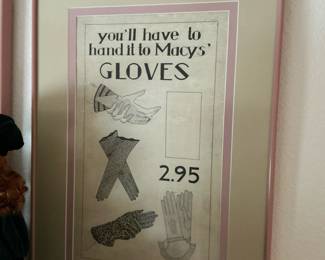 you'll have to
hand it to Macys'
GLOVES
2.95